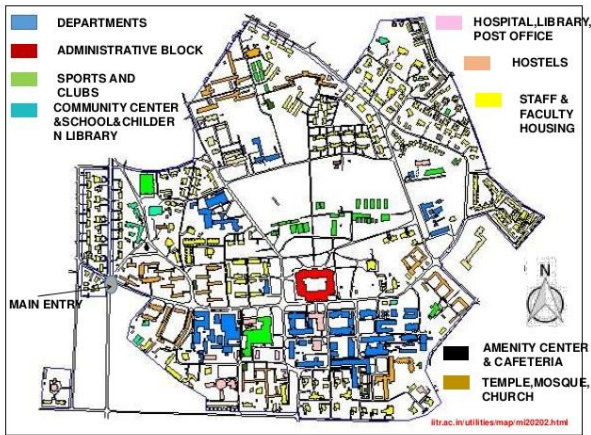 DEPARTMENTS
ADMINISTRATIVE BLOCK
SPORTS AND
CLUBS
COMMUNITY CENTER
&SCHOOL&CHILDER
N LIBRARY
HOSPITAL,LIBRARY,
POST OFFICE
HOSTELS
STAFF &
FACULTY
HOUSING
MAIN ENTRY
N
AMENITY CENTER
& CAFETERIA
TEMPLE,MOSQUE,
CHURCH
iitr.ac.in/utilities/map/mi20202.html